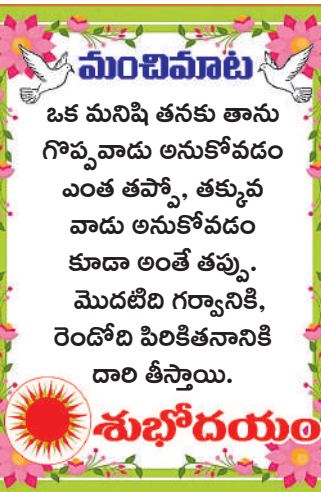 మంచిమాట
ఒక మనిషి తనకు తాను
గొప్పవాడు అనుకోవడం
ఎంత తప్పో, తక్కువ
వాడు అనుకోవడం
కూడా అంతే తప్పు.
మొదటిది గర్వానికి,
రెండోది పిరికితనానికి
దారి తీస్తాయి.
శుభోదయం